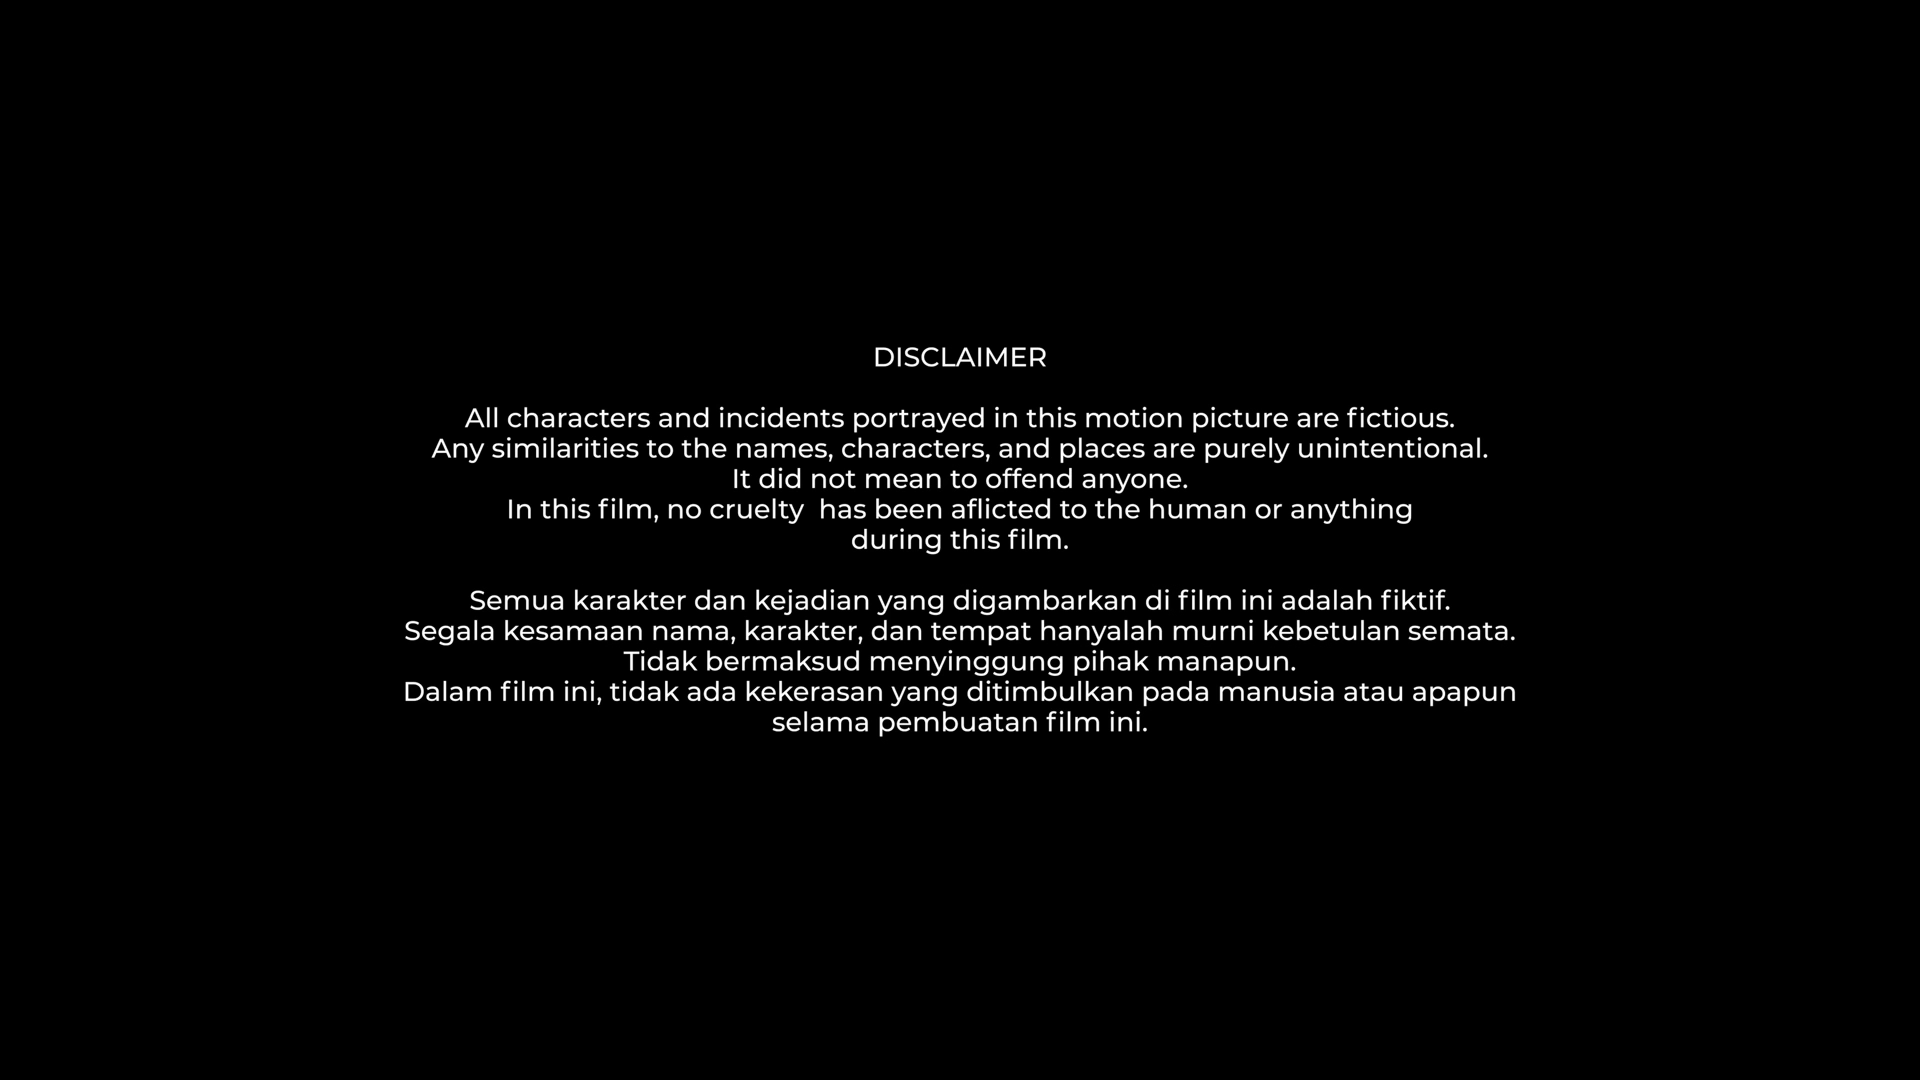 DISCLAIMER
All characters and incidents portrayed in this motion picture are fictious.
Any similarities to the names, characters, and places are purely unintentional.
It did not mean to offend anyone.
In this film, no cruelty  has been aflicted to the human or anything
during this film.
Semua karakter dan kejadian yang digambarkan di film ini adalah fiktif.
Segala kesamaan nama, karakter, dan tempat hanyalah murni kebetulan semata.
Tidak bermaksud menyinggung pihak manapun.
Dalam film ini, tidak ada kekerasan yang ditimbulkan pada manusia atau apapun
selama pembuatan film ini.